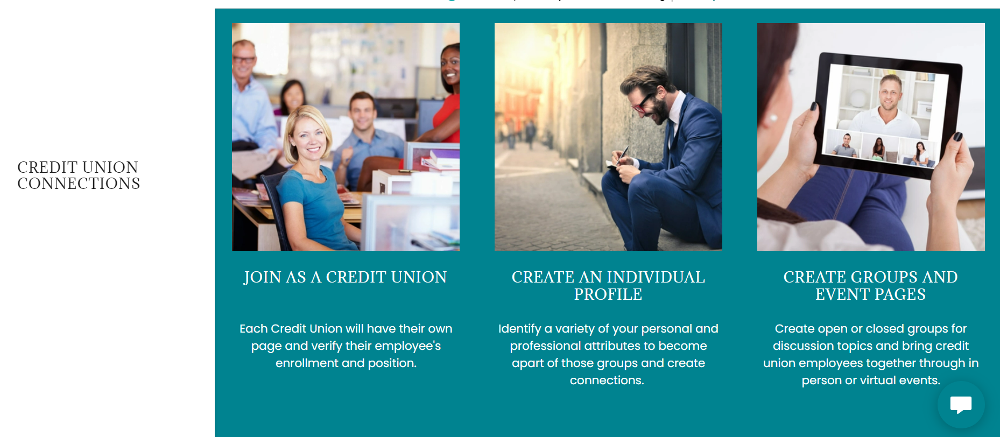 CREDIT UNION
CONNECTIONS
JOIN AS A CREDIT UNION
Each Credit Union will have their own
page and verify their employee's
enrollment and position.
CREATE AN INDIVIDUAL
PROFILE
Identify a variety of your personal and
professional attributes to become
apart of those groups and create
connections.
CREATE GROUPS AND
EVENT PAGES
Create open or closed groups for
discussion topics and bring credit
union employees together through in
person or virtual events.